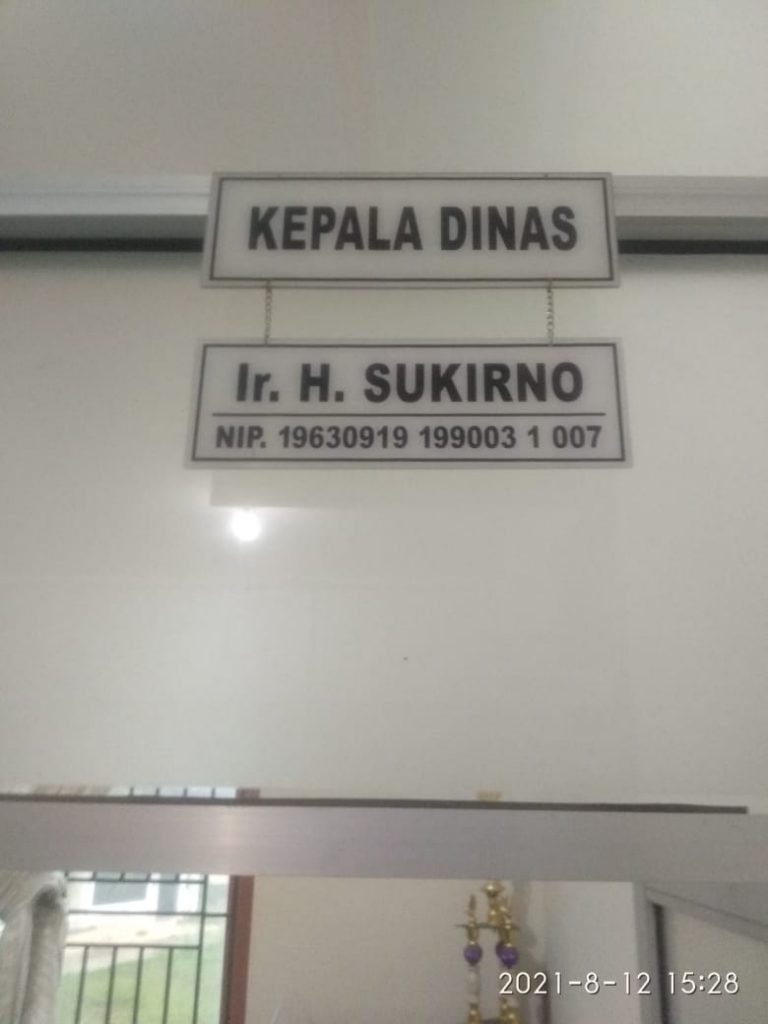 KEPALA DINAS
Ir. H. SUKIRNO
NIP. 19630919 199003 1 007
2021-8-12 15:28